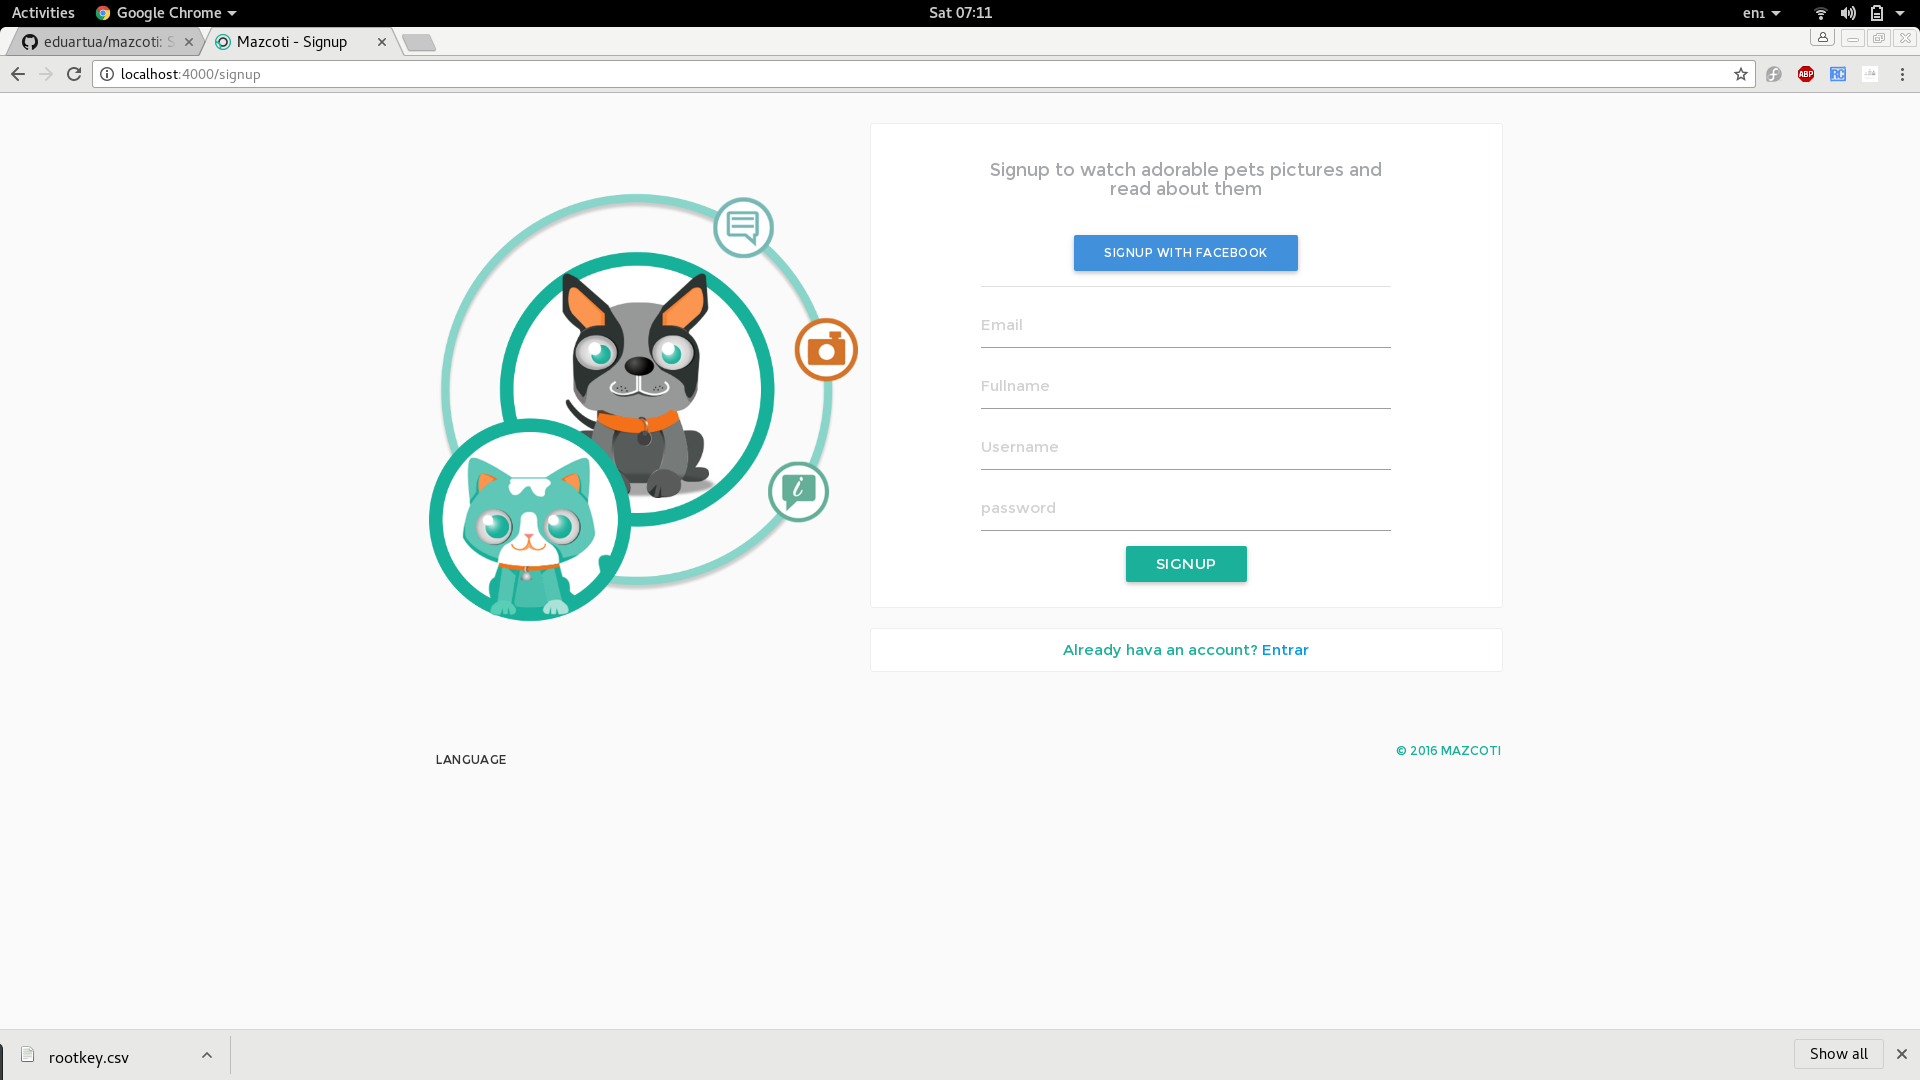 Activities
Google Chrome
Sat 07:11
en1
eduartua/mazcoti: S
Mazcoti - Signup
localhost:4000/signup
ABP
RC
Signup to watch adorable pets pictures and
read about them
SIGNUP WITH FACEBOOK
Email
Fullname
Username
password
SIGNUP
Already hava an account? Entrar
LANGUAGE
© 2016 MAZCOTI
rootkey.csv
Show all